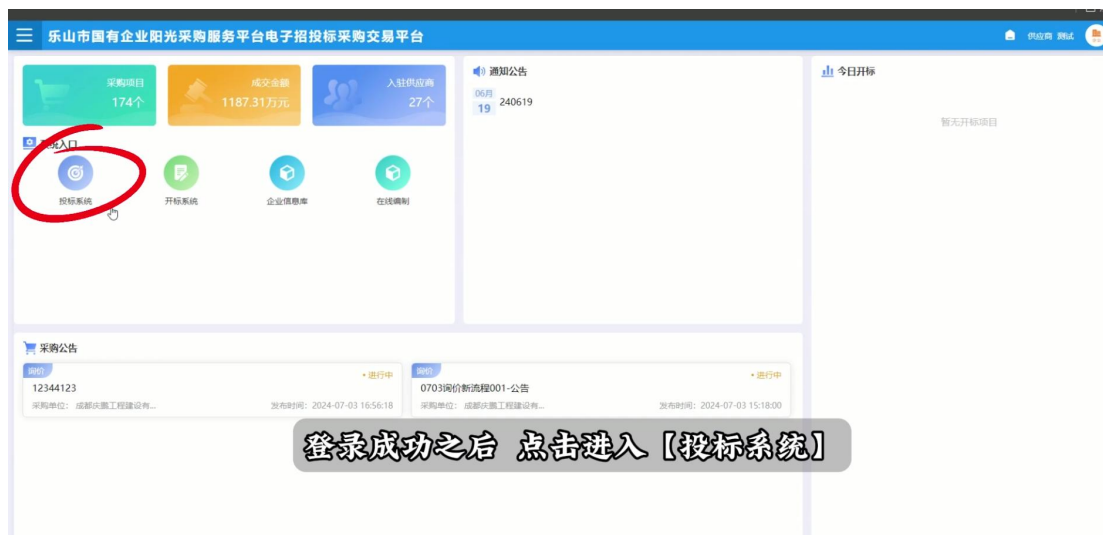 乐山市国有企业阳光采购服务平台电子招投标采购交易平台
供应商 测试
采购项目
174个
成交金额
1187.31万元
入驻供应商
27个
入口
投标系统
开标系统
企业信息库
在线编制
通知公告
06月
19
240619
今日开标
暂无开标项目
采购公告
询价
进行中
12344123
采购单位: 成都庆鹏工程建设有...
发布时间: 2024-07-03 16:56:18
询价
进行中
0703询价新流程001-公告
采购单位: 成都庆鹏工程建设有...
发布时间: 2024-07-03 15:18:00
登录成功之后 点击进入【投标系统】